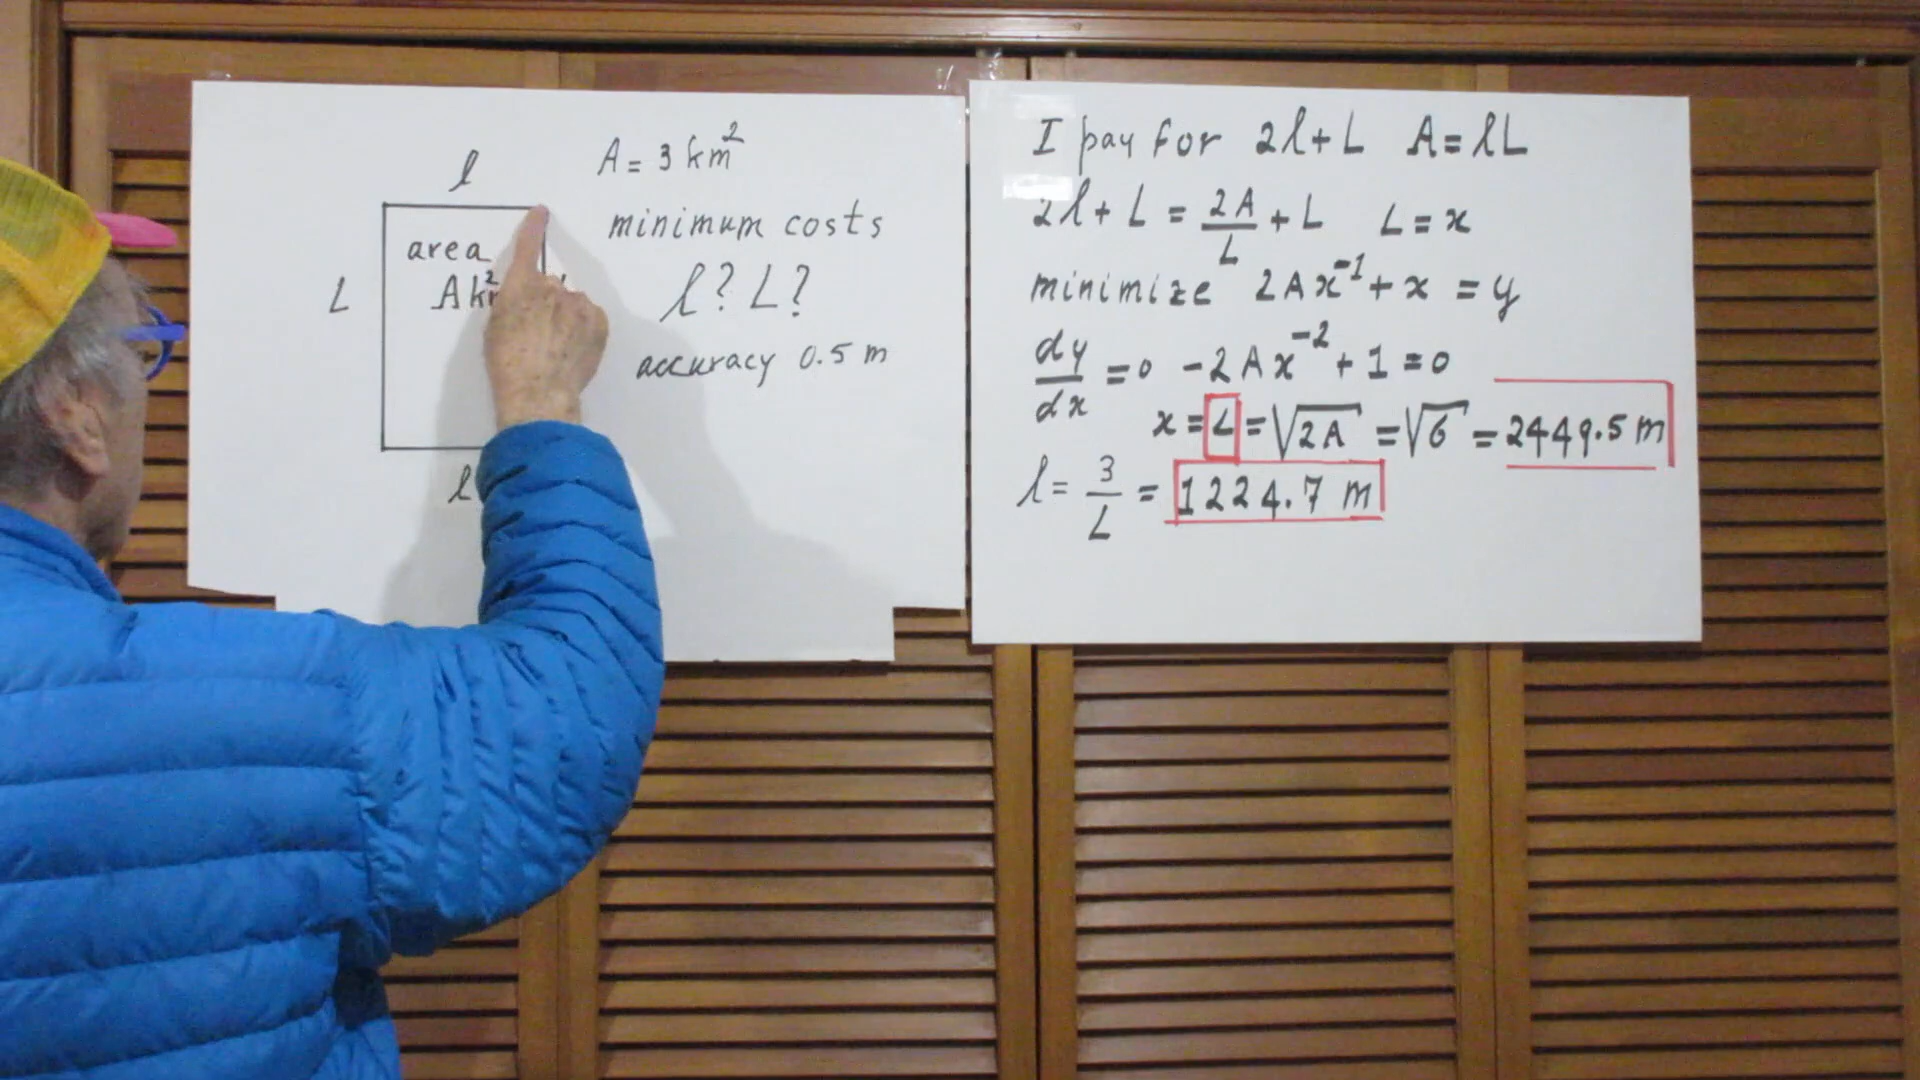 l
A = 3 km²
area
minimum costs
L
l? L?
accuracy 0.5 m
l
I pay for 2l + L A = lL
2l + L = 2A/L + L L = x
minimize 2Ax⁻¹ + x = y
dy/dx = 0 -2Ax⁻² + 1 = 0
x = L = √2A = √6 = 2449.5 m
l = 3/L = 1224.7 m